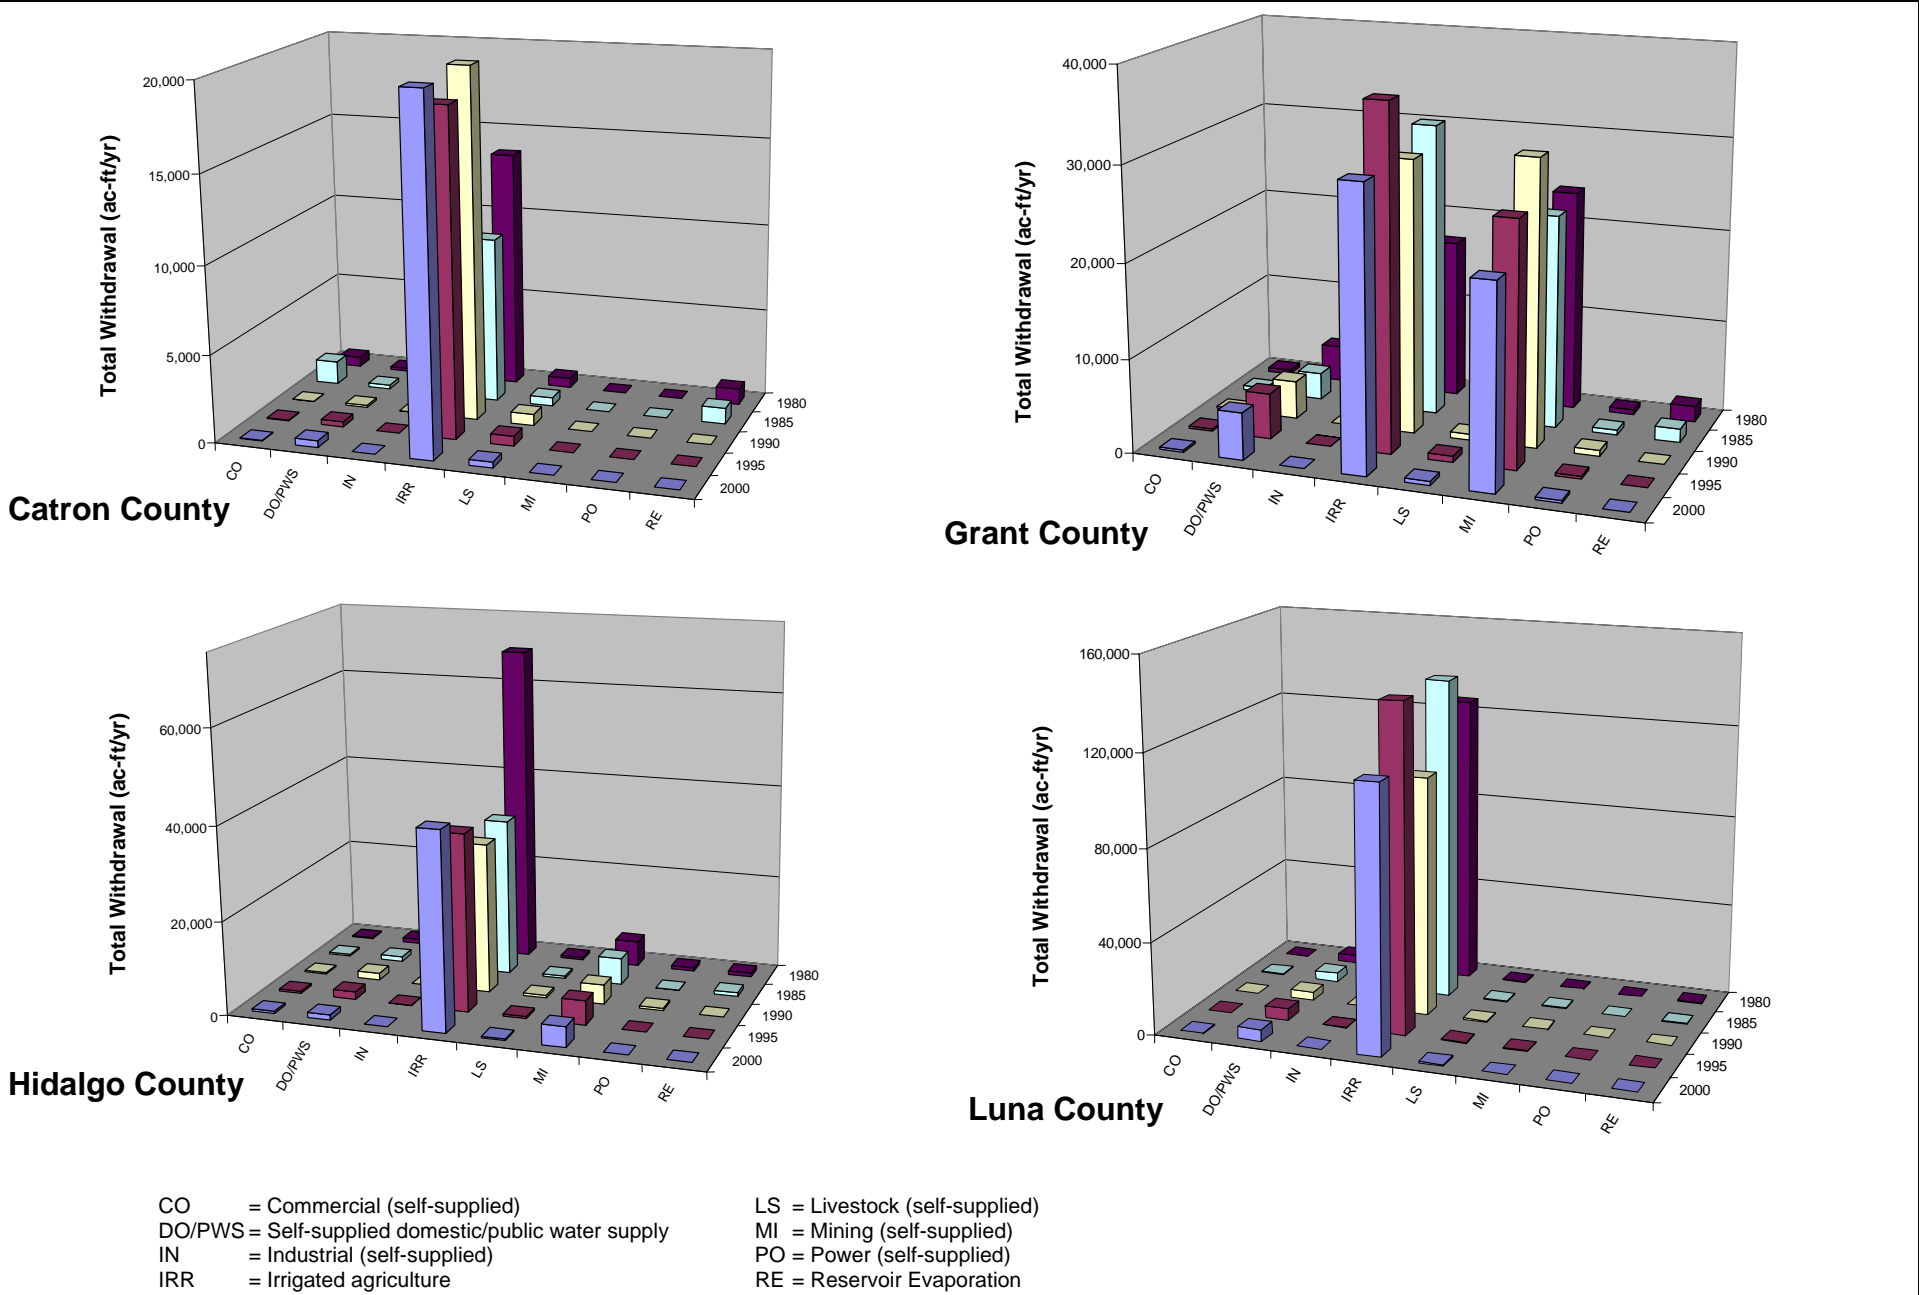 20,000
15,000
10,000
5,000
0
Total Withdrawal (ac-ft/yr)
CO
DO/PWS
IN
IRR
LS
MI
PO
RE
1980
1985
1990
1995
2000
Catron County
40,000
30,000
20,000
10,000
0
Total Withdrawal (ac-ft/yr)
CO
DO/PWS
IN
IRR
LS
MI
PO
RE
1980
1985
1990
1995
2000
Grant County
60,000
40,000
20,000
0
Total Withdrawal (ac-ft/yr)
CO
DO/PWS
IN
IRR
LS
MI
PO
RE
1980
1985
1990
1995
2000
Hidalgo County
160,000
120,000
80,000
40,000
0
Total Withdrawal (ac-ft/yr)
CO
DO/PWS
IN
IRR
LS
MI
PO
RE
1980
1985
1990
1995
2000
Luna County
CO = Commercial (self-supplied)
DO/PWS = Self-supplied domestic/public water supply
IN = Industrial (self-supplied)
IRR = Irrigated agriculture
LS = Livestock (self-supplied)
MI = Mining (self-supplied)
PO = Power (self-supplied)
RE = Reservoir Evaporation